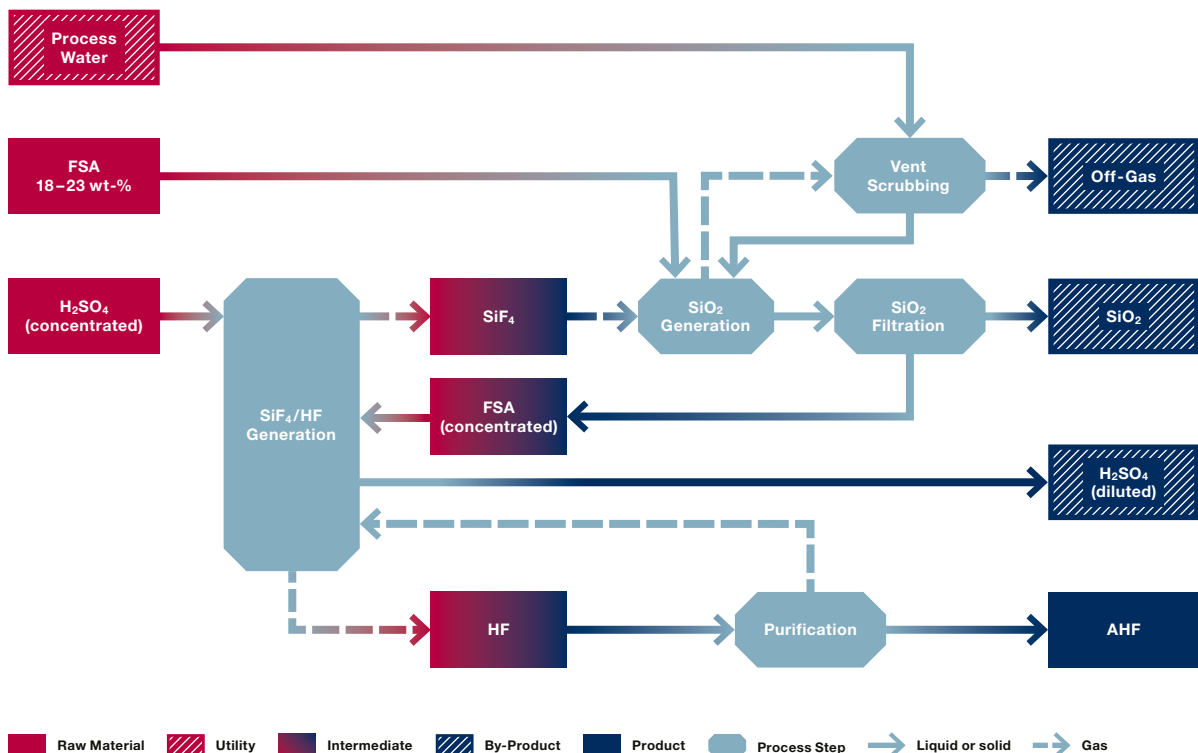 Process
Water
FSA
18–23 wt-%
Vent
Scrubbing
Off-Gas
H₂SO₄
(concentrated)
SiF₄
SiO₂
Generation
SiO₂
Filtration
SiO₂
SiF₄/HF
Generation
FSA
(concentrated)
H₂SO₄
(diluted)
HF
Purification
AHF
Raw Material
Utility
Intermediate
By-Product
Product
Process Step
Liquid or solid
Gas